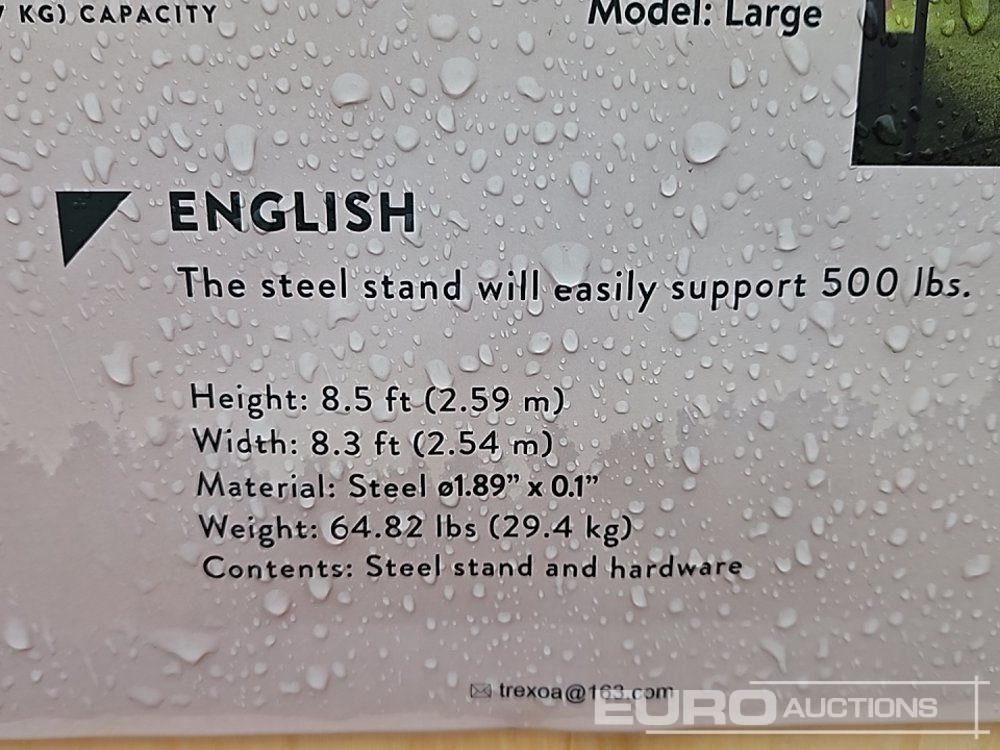 KG) CAPACITY
Model: Large
ENGLISH
The steel stand will easily support 500 lbs.
Height: 8.5 ft (2.59 m)
Width: 8.3 ft (2.54 m)
Material: Steel ø1.89” x 0.1”
Weight: 64.82 lbs (29.4 kg)
Contents: Steel stand and hardware
✉ trexoa@163.com
EURO AUCTIONS